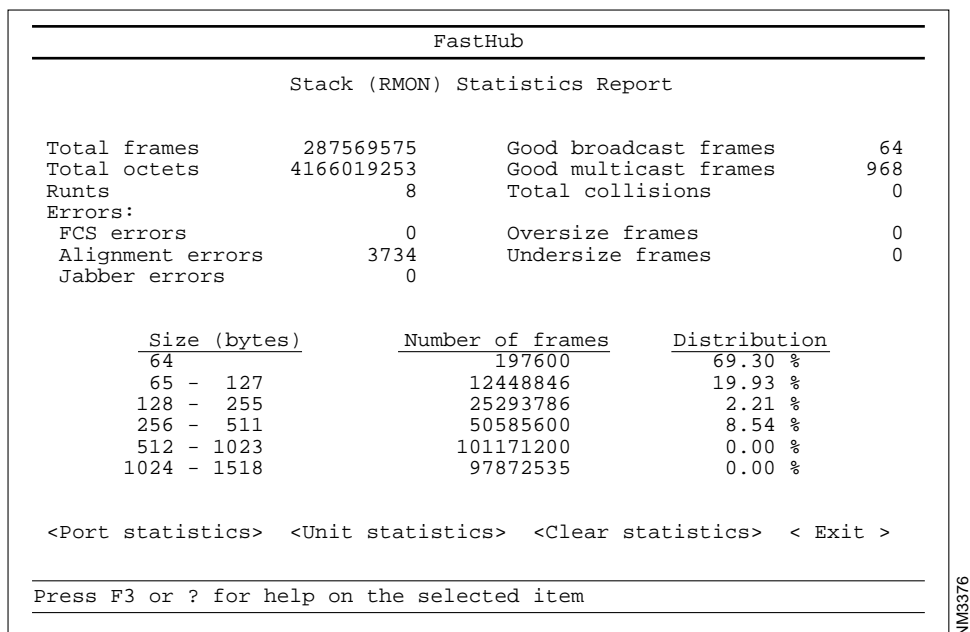 FastHub
Stack (RMON) Statistics Report
Total frames 287569575 Good broadcast frames 64
Total octets 4166019253 Good multicast frames 968
Runts 8 Total collisions 0
Errors:
FCS errors 0 Oversize frames 0
Alignment errors 3734 Undersize frames 0
Jabber errors 0
Size (bytes) Number of frames Distribution
64 197600 69.30 %
65 - 127 12448846 19.93 %
128 - 255 25293786 2.21 %
256 - 511 50585600 8.54 %
512 - 1023 101171200 0.00 %
1024 - 1518 97872535 0.00 %
<Port statistics> <Unit statistics> <Clear statistics> < Exit >
Press F3 or ? for help on the selected item
NM3376